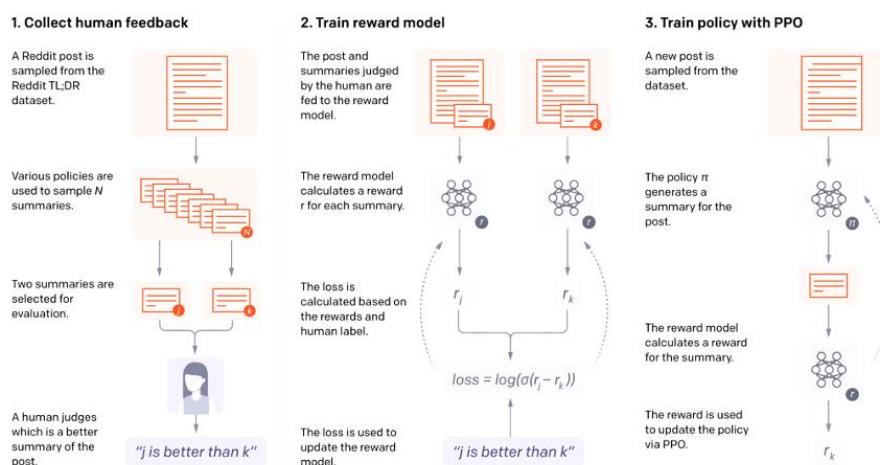 1. Collect human feedback
A Reddit post is
sampled from the
Reddit TL;DR
dataset.
Various policies are
used to sample N
summaries.
N
Two summaries are
selected for
evaluation.
j
k
A human judges
which is a better
summary of the
post.
"j is better than k"
2. Train reward model
The post and
summaries judged
by the human are
fed to the reward
model.
j
k
The reward model
calculates a reward
r for each summary.
r
r
The loss is
calculated based on
the rewards and
human label.
rj
rk
loss = log(σ(rj – rk))
The loss is used to
update the reward
model.
"j is better than k"
3. Train policy with PPO
A new post is
sampled from the
dataset.
The policy π
generates a
summary for the
post.
π
The reward model
calculates a reward
for the summary.
r
The reward is used
to update the policy
via PPO.
rk